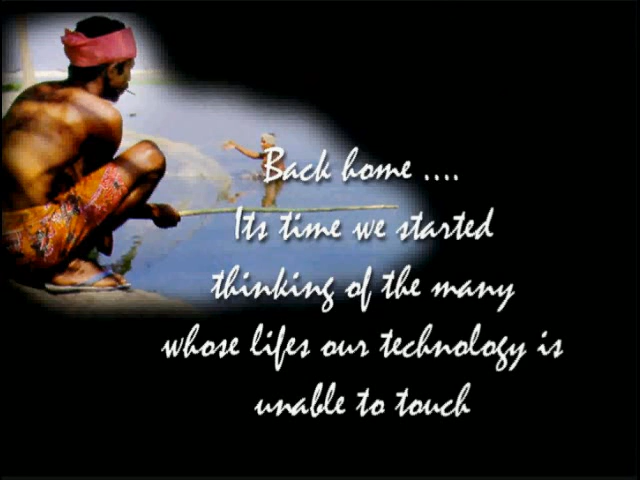 Back home ....
Its time we started
thinking of the many
whose lifes our technology is
unable to touch